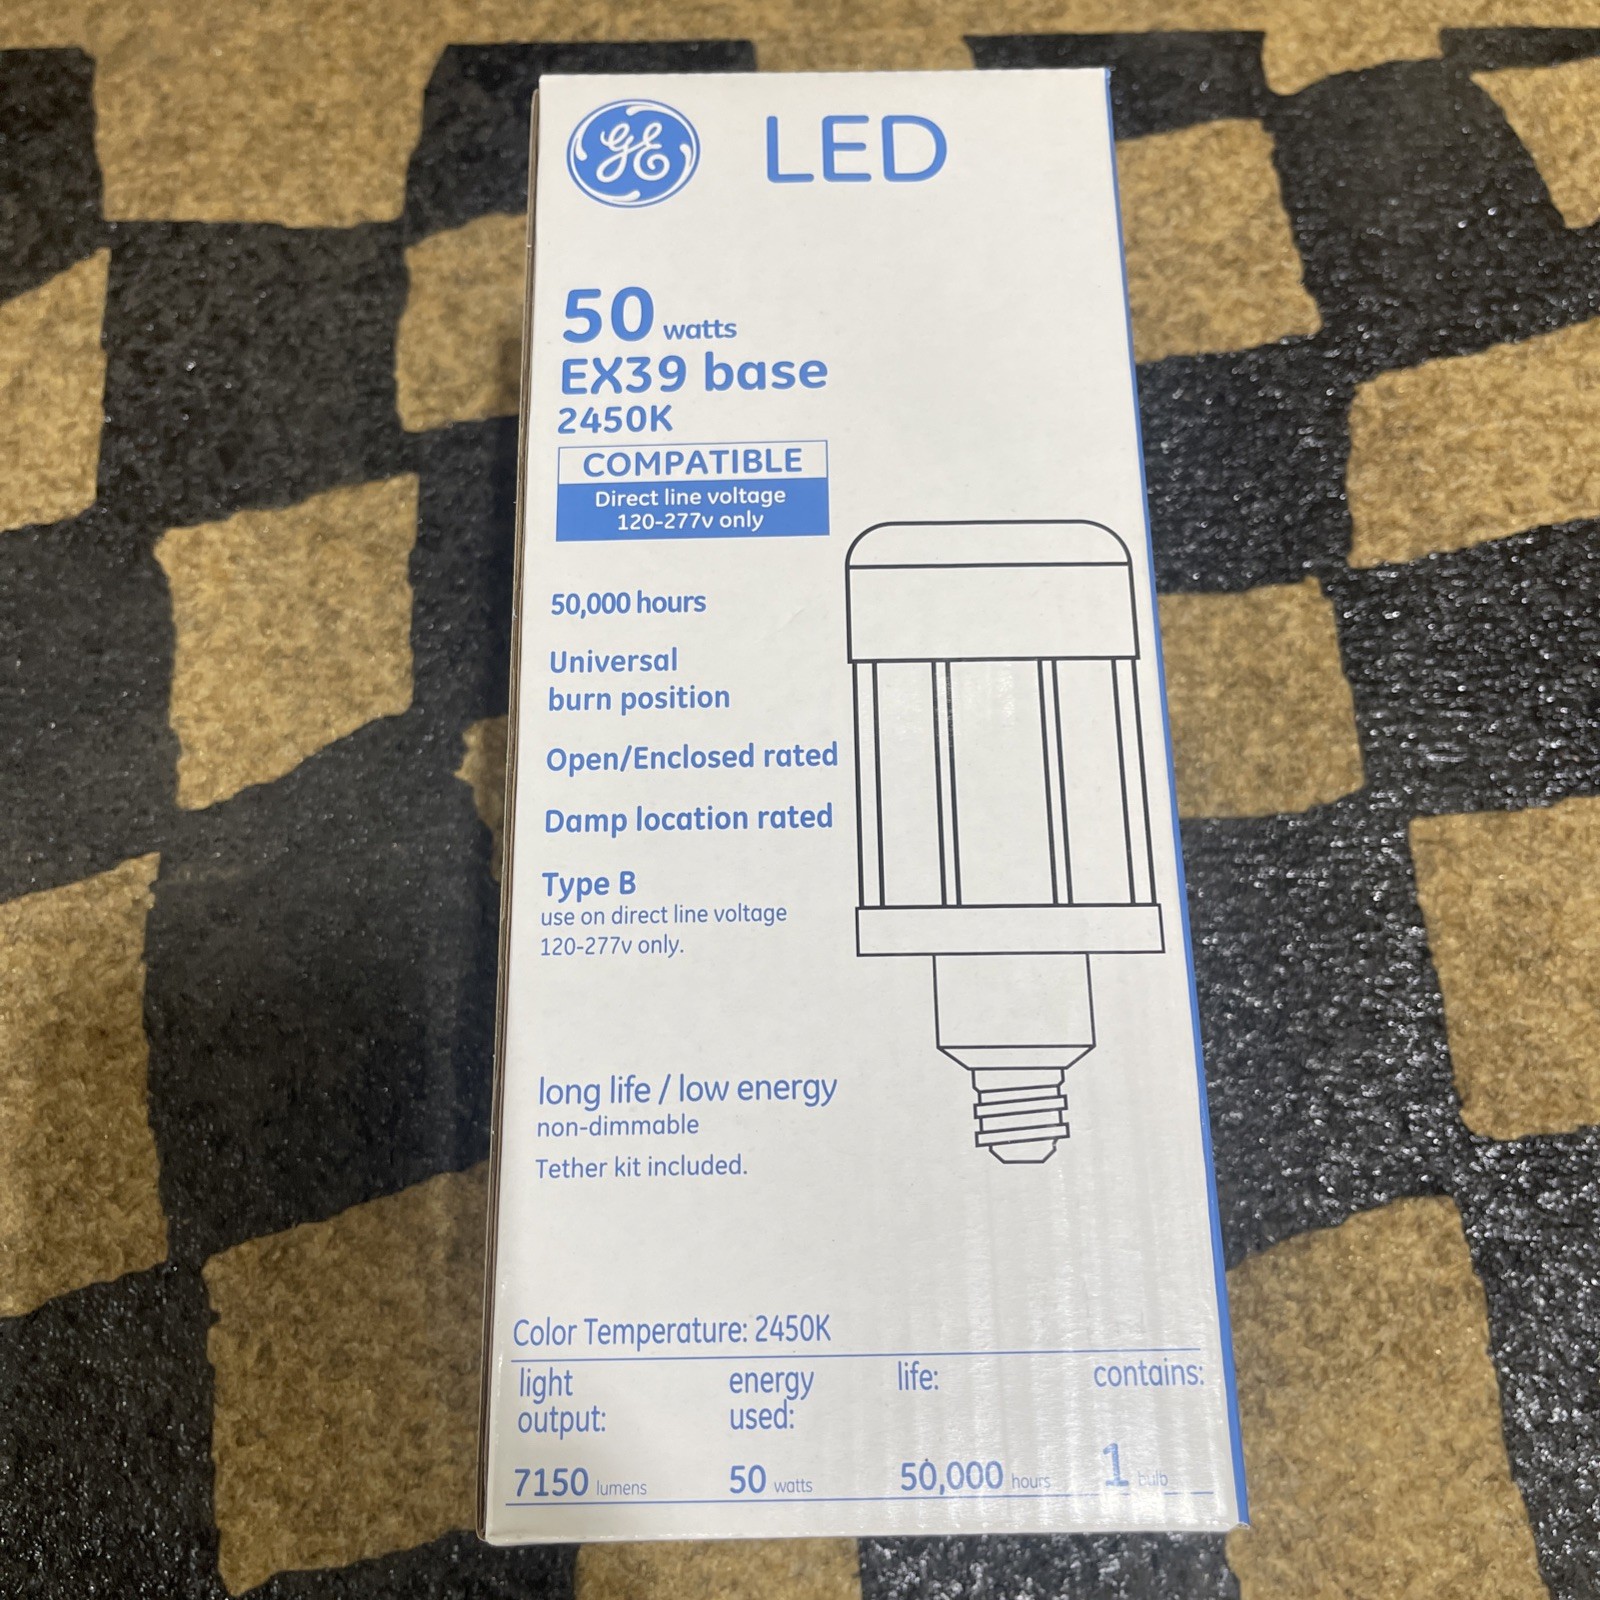 GE LED
50 watts
EX39 base
2450K
COMPATIBLE
Direct line voltage
120-277v only
50,000 hours
Universal
burn position
Open/Enclosed rated
Damp location rated
Type B
use on direct line voltage
120-277v only.
long life / low energy
non-dimmable
Tether kit included.
Color Temperature: 2450K
light output: energy used: life: contains:
7150 lumens 50 watts 50,000 hours 1 bulb